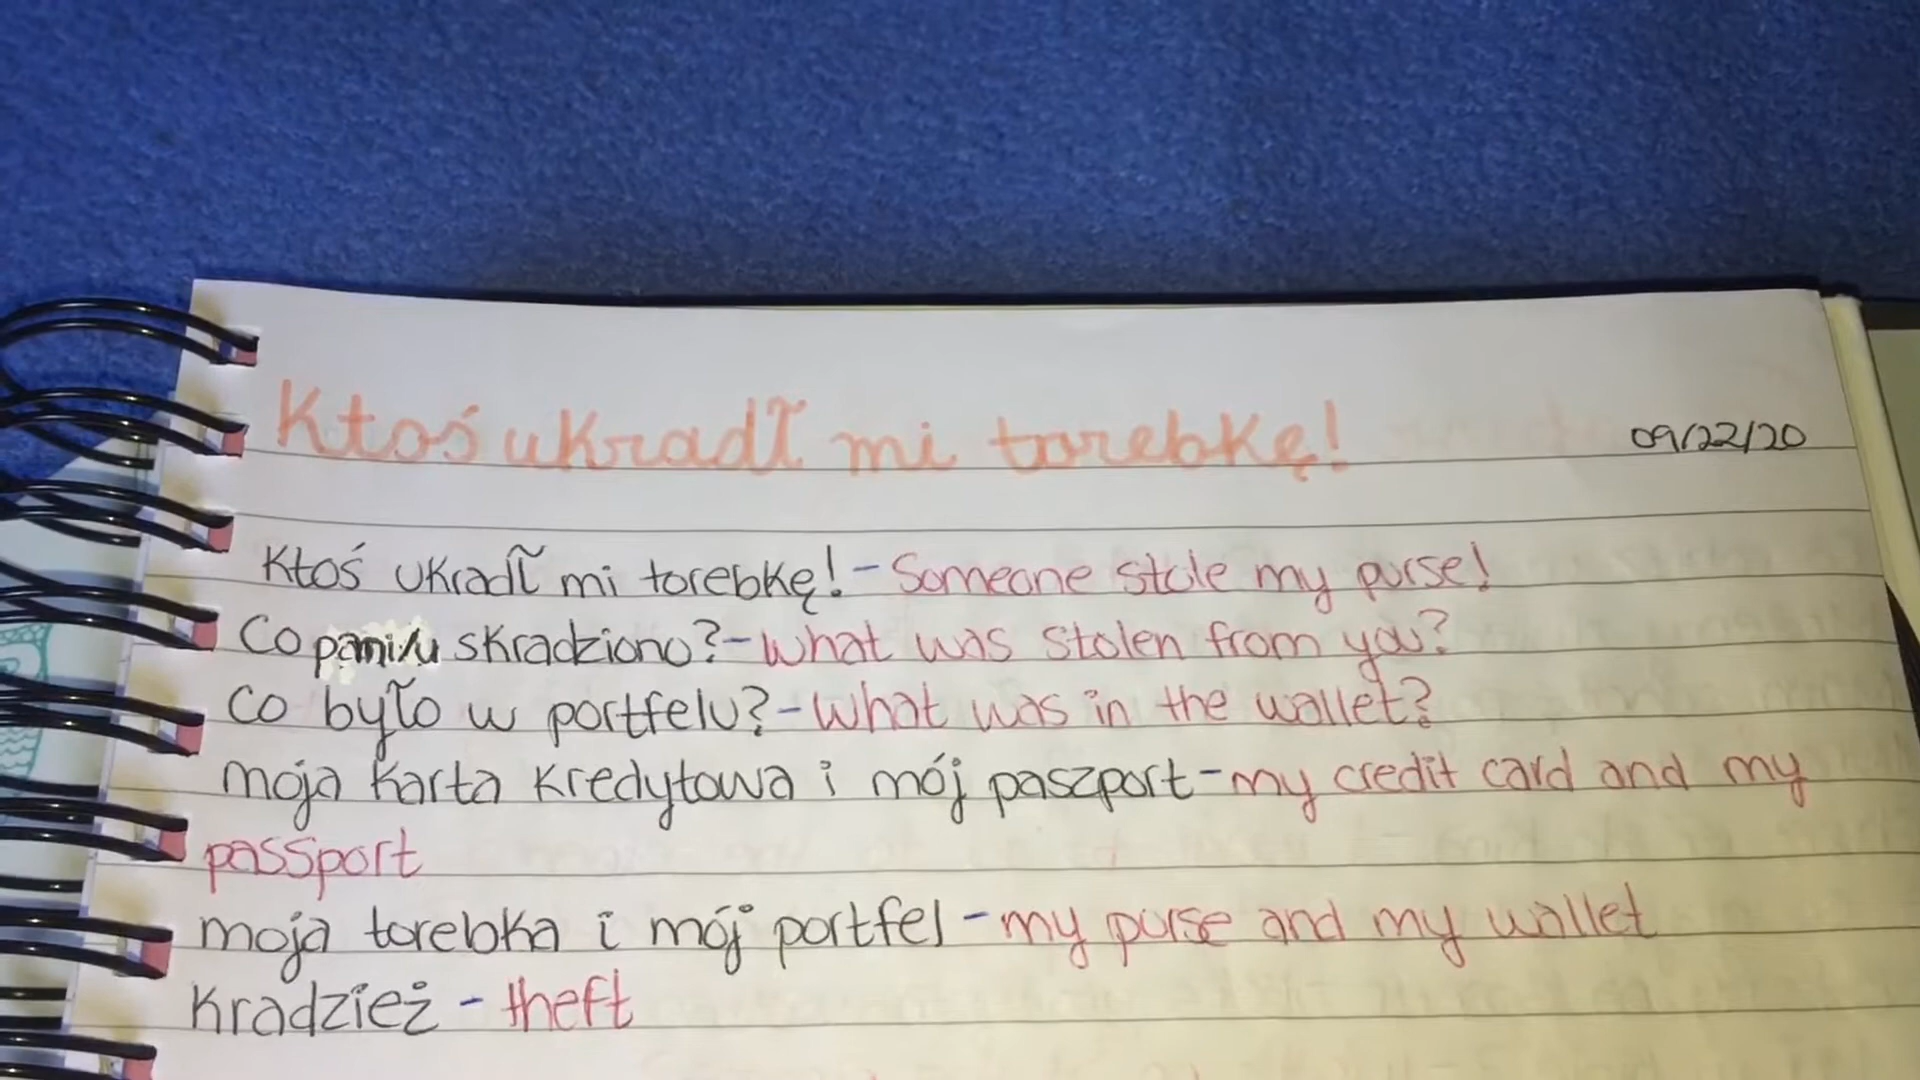 Ktoś ukradł mi torebkę!
09/22/20
Ktoś ukradł mi torebkę! - Someone stole my purse!
Co skradziono? - What was stolen from you?
Co było w portfelu? - What was in the wallet?
moja karta kredytowa i mój paszport - my credit card and my
passport
moja torebka i mój portfel - my purse and my wallet
Kradzież - theft